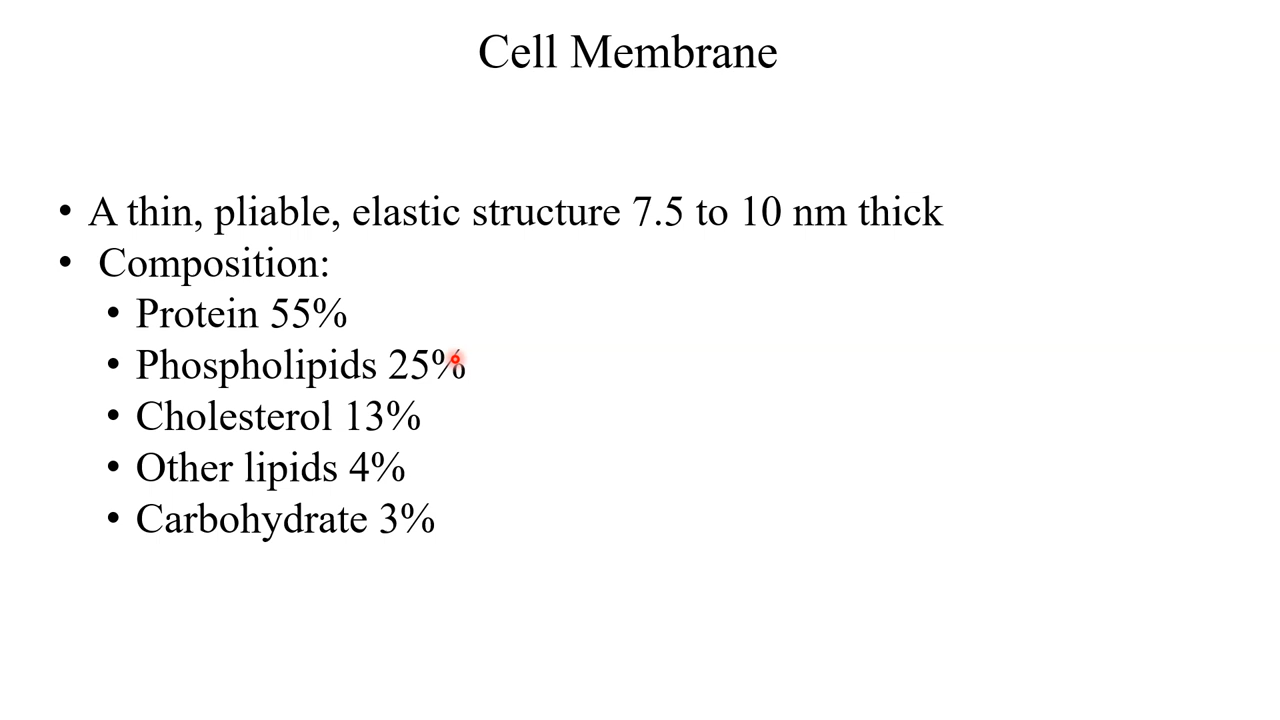 Cell Membrane
• A thin, pliable, elastic structure 7.5 to 10 nm thick
• Composition:
• Protein 55%
• Phospholipids 25%
• Cholesterol 13%
• Other lipids 4%
• Carbohydrate 3%